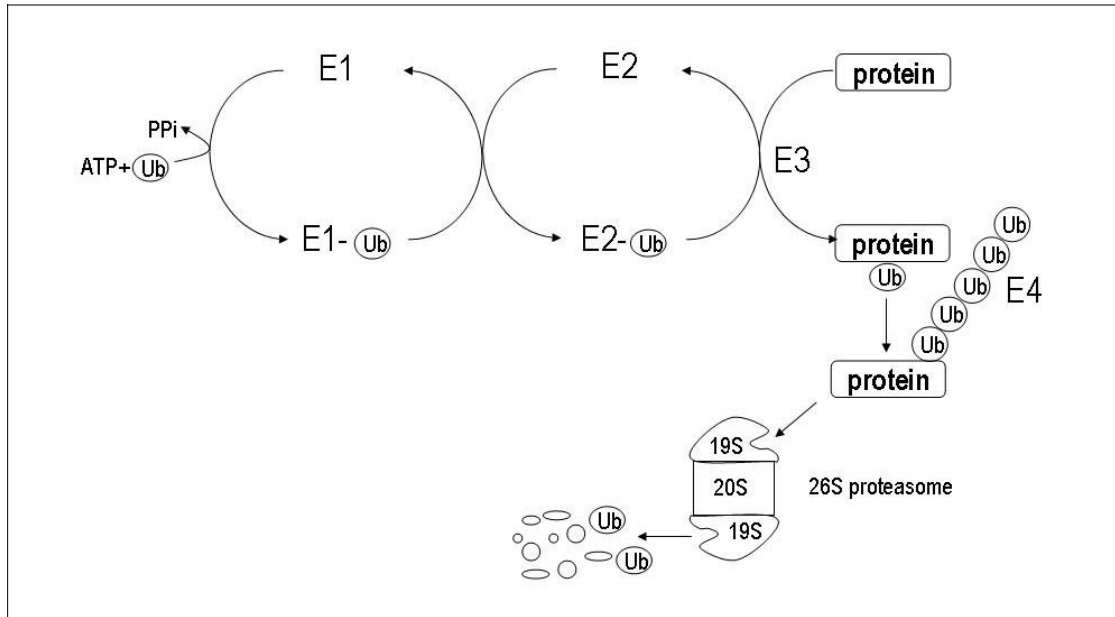 E1
E2
protein
PPi
ATP+ Ub
E3
E1- Ub
E2- Ub
protein
Ub
Ub
Ub
Ub
Ub
Ub
E4
protein
19S
20S
26S proteasome
19S
Ub
Ub